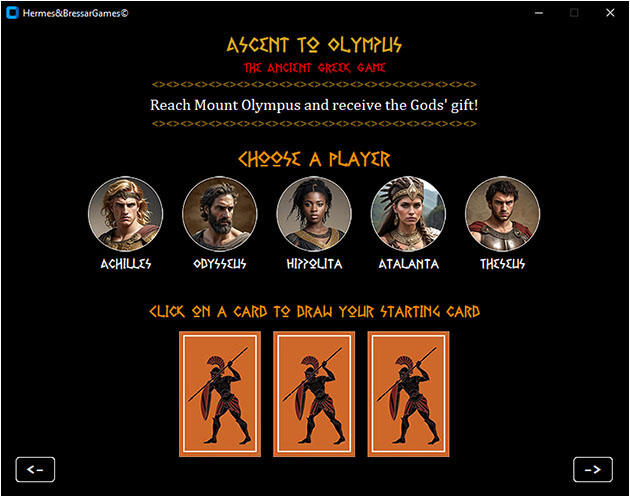 Hermes&BressarGames©
ASCENT TO OLYMPUS
THE ANCIENT GREEK GAME
<><><><><><><><><><><><><><><><><><><><><><><>
Reach Mount Olympus and receive the Gods' gift!
<><><><><><><><><><><><><><><><><><><><><><><>
CHOOSE A PLAYER
ACHILLES ODYSSEUS HIPPOLITA ATALANTA THESEUS
CLICK ON A CARD TO DRAW YOUR STARTING CARD
<- ->